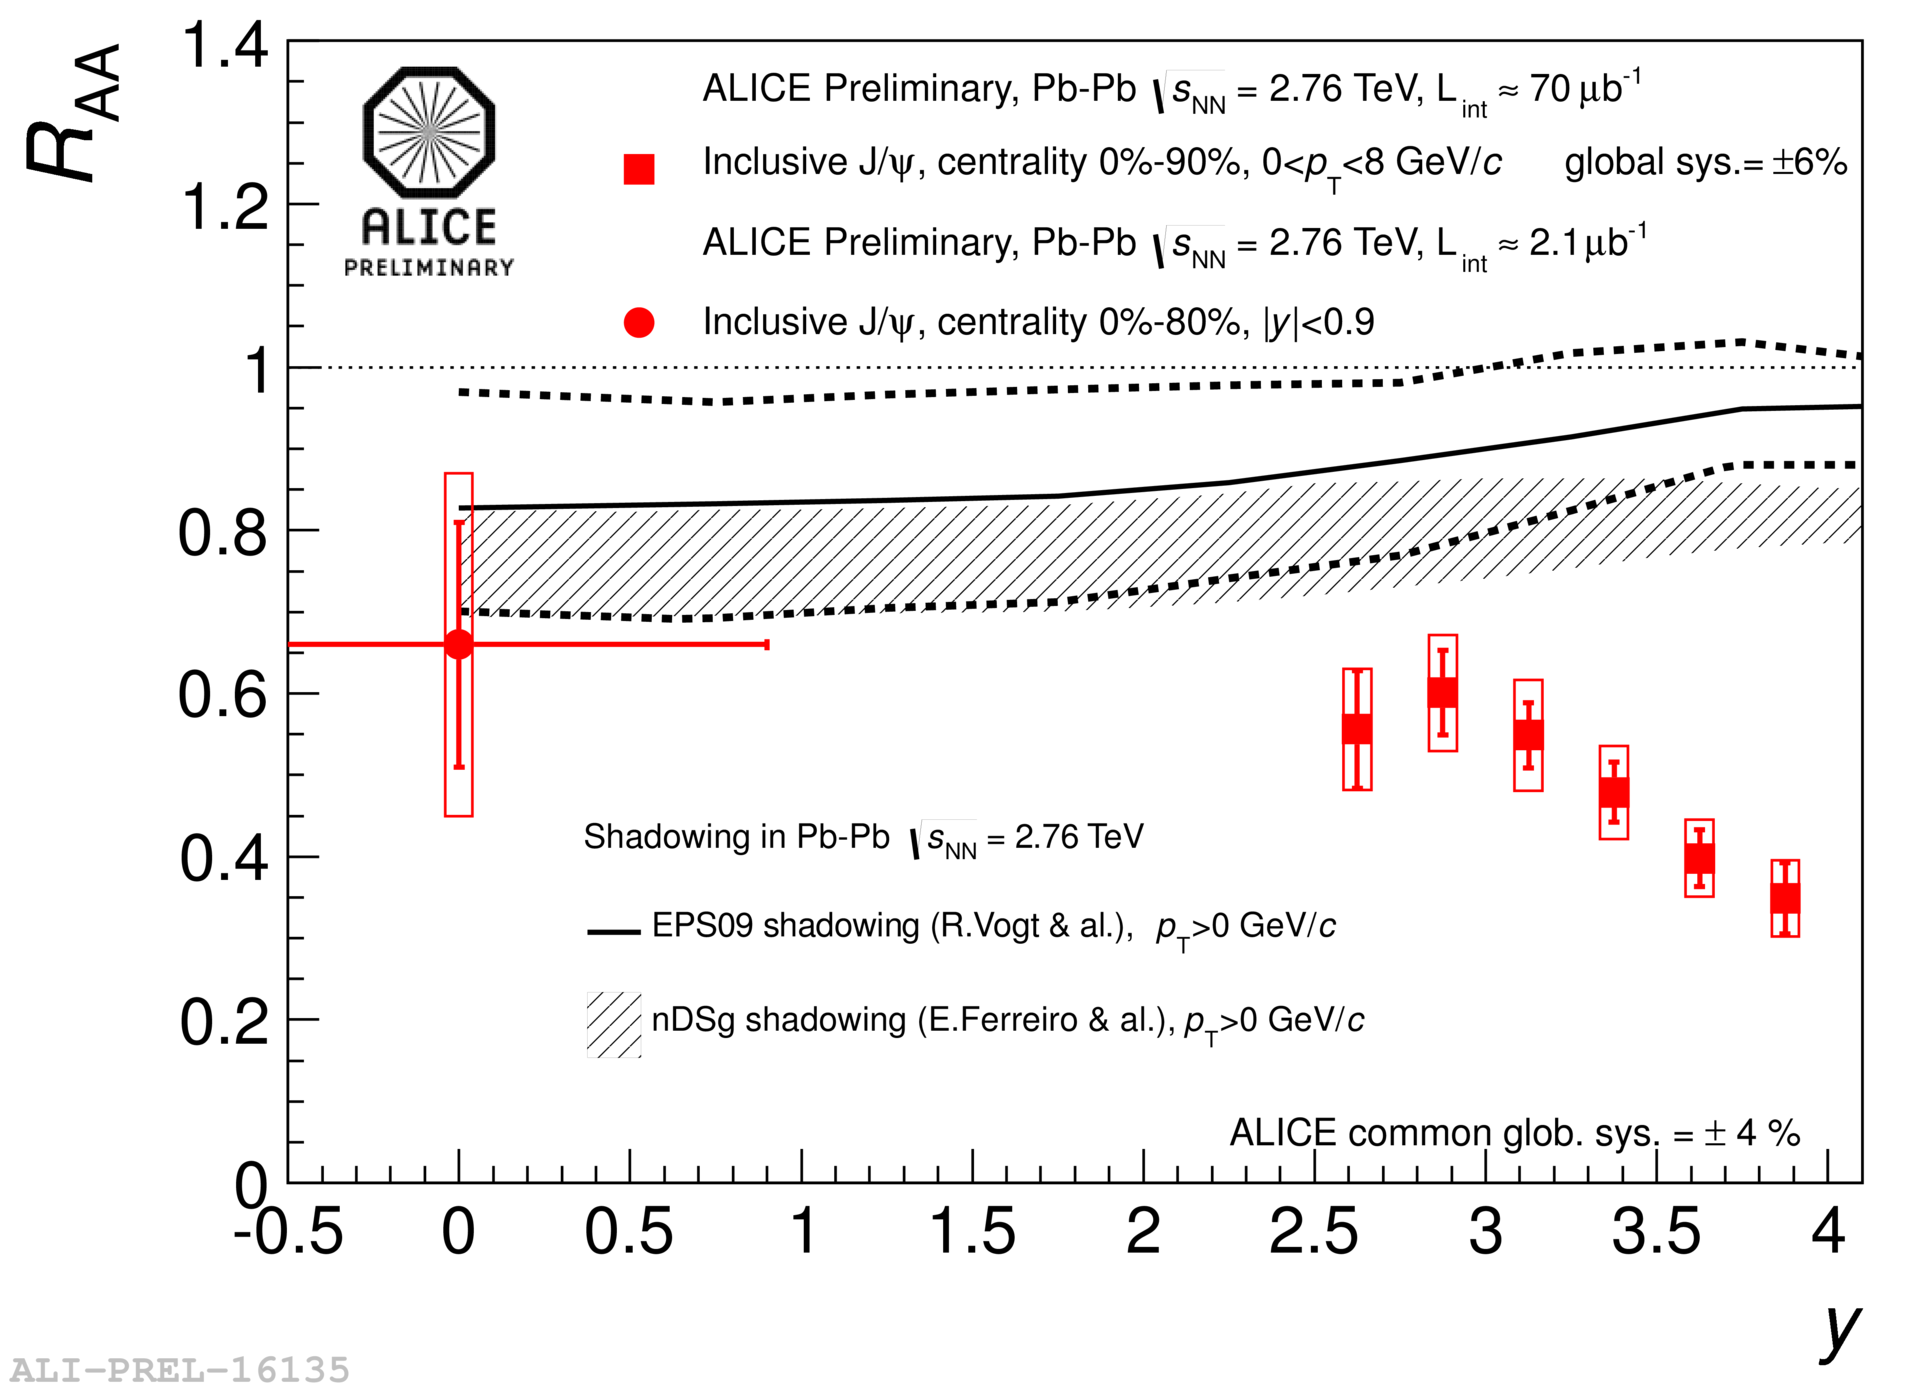 R_AA
1.4
1.2
1
0.8
0.6
0.4
0.2
0
ALICE
PRELIMINARY
ALICE Preliminary, Pb-Pb √s_NN = 2.76 TeV, L_int ≈ 70 μb^-1
Inclusive J/ψ, centrality 0%-90%, 0<p_T<8 GeV/c global sys.= ±6%
ALICE Preliminary, Pb-Pb √s_NN = 2.76 TeV, L_int ≈ 2.1 μb^-1
Inclusive J/ψ, centrality 0%-80%, |y|<0.9
Shadowing in Pb-Pb √s_NN = 2.76 TeV
EPS09 shadowing (R.Vogt & al.), p_T>0 GeV/c
nDSg shadowing (E.Ferreiro & al.), p_T>0 GeV/c
ALICE common glob. sys. = ± 4 %
-0.5 0 0.5 1 1.5 2 2.5 3 3.5 4
y
ALI-PREL-16135